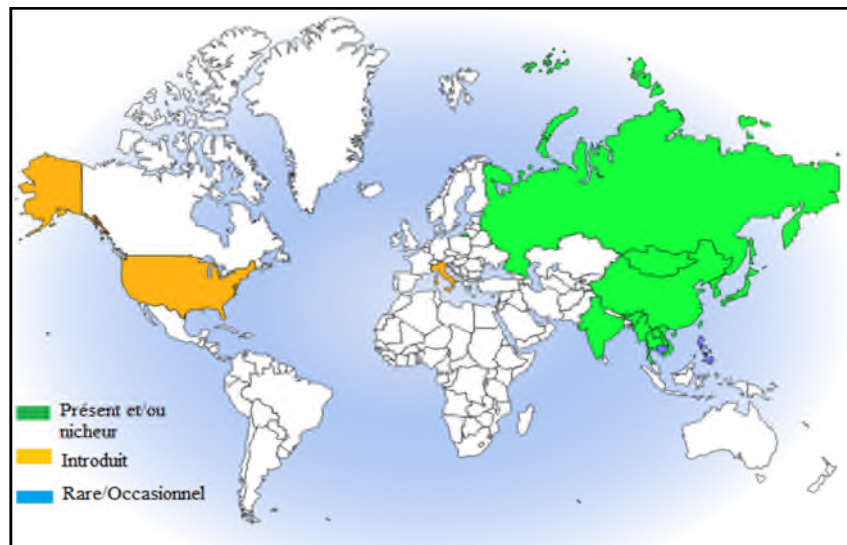 Présent et/ou
nicheur
Introduit
Rare/Occasionnel